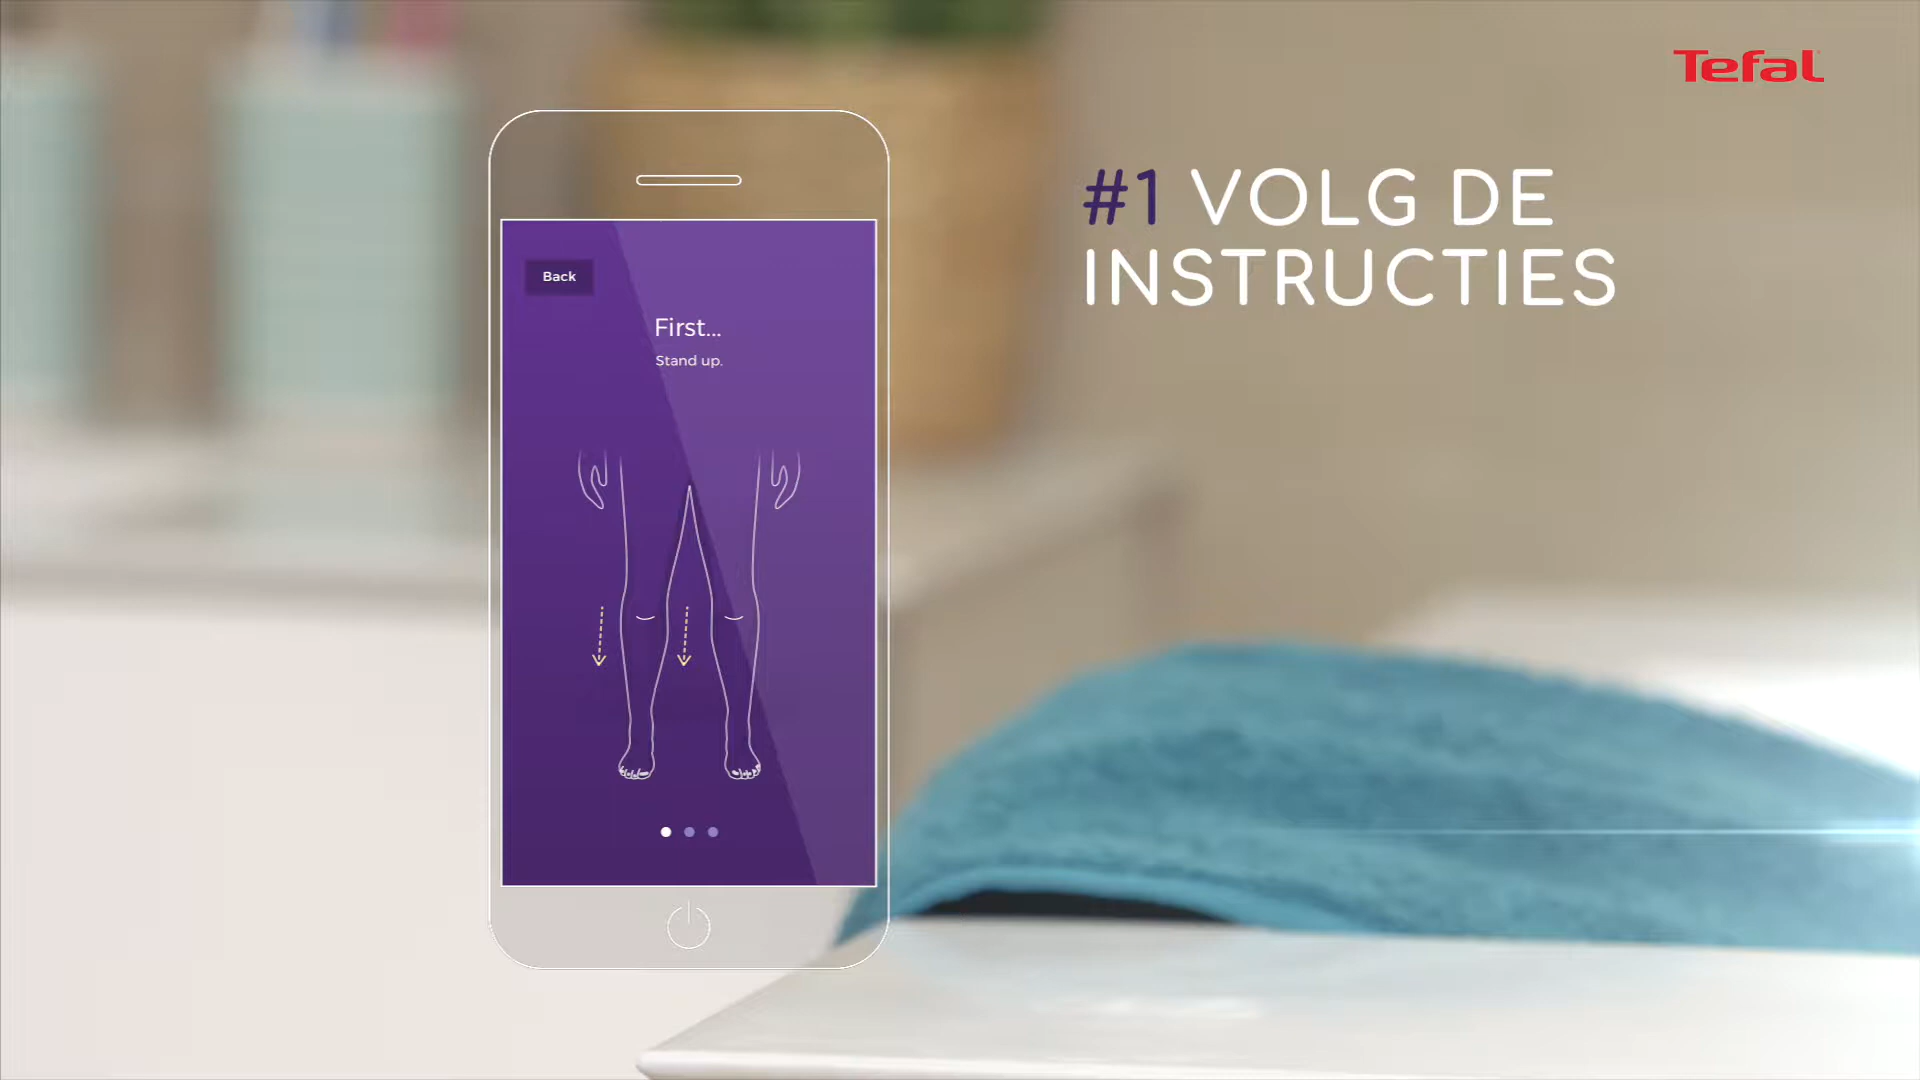 Tefal
#1 VOLG DE
INSTRUCTIES
Back
First...
Stand up.